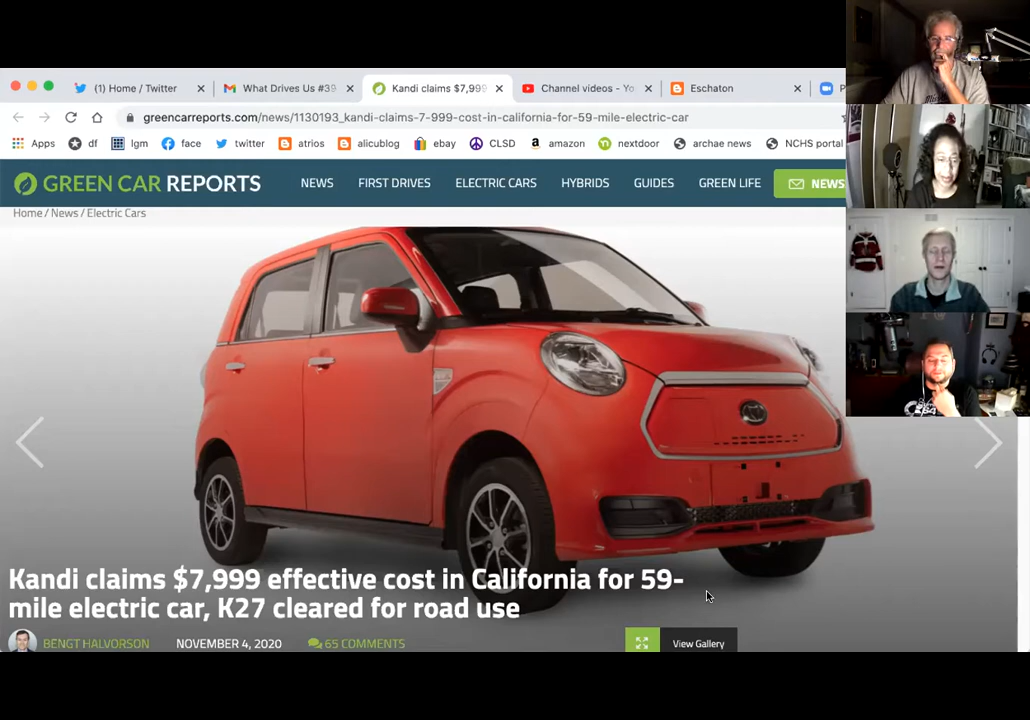 (1) Home / Twitter
What Drives Us #39
Kandi claims $7,999
Channel videos - Yo
Eschaton
greencarreports.com/news/1130193_kandi-claims-7-999-cost-in-california-for-59-mile-electric-car
Apps
df
lgm
face
twitter
atrios
alicublog
ebay
CLSD
amazon
nextdoor
archae news
NCHS portal
GREEN CAR REPORTS
NEWS
FIRST DRIVES
ELECTRIC CARS
HYBRIDS
GUIDES
GREEN LIFE
NEWS
Home / News / Electric Cars
Kandi claims $7,999 effective cost in California for 59-
mile electric car, K27 cleared for road use
BENGT HALVORSON
NOVEMBER 4, 2020
65 COMMENTS
View Gallery